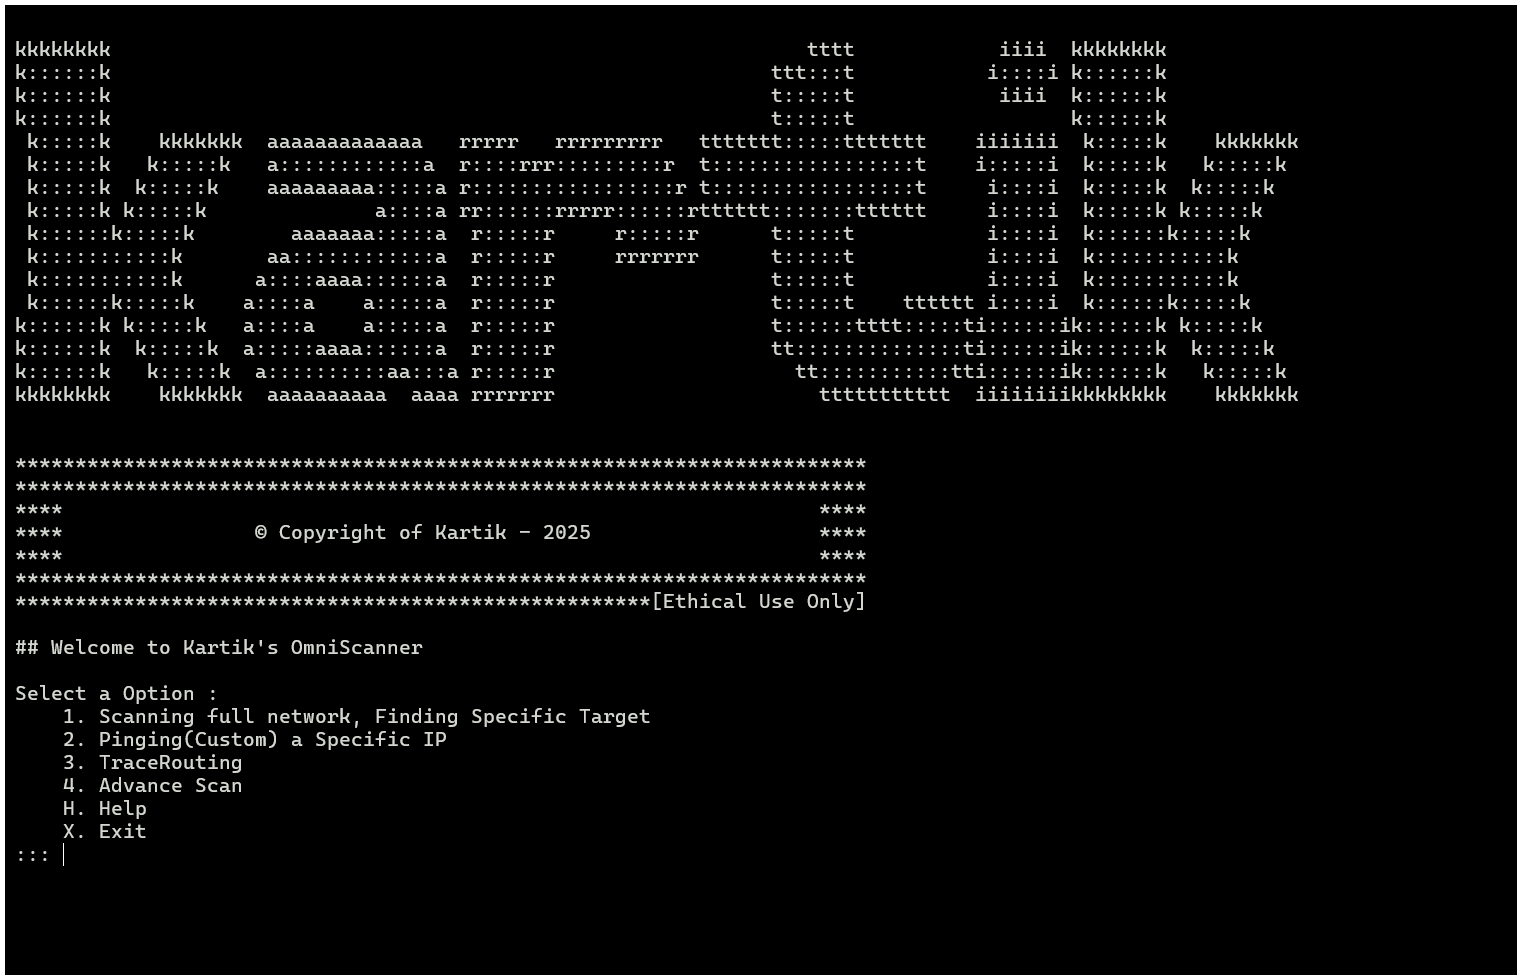 kkkkkkkk                                                          tttt            iiii  kkkkkkkk
k::::::k                                                       ttt:::t           i::::i k::::::k
k::::::k                                                       t:::::t            iiii  k::::::k
k::::::k                                                       t:::::t                  k::::::k
 k:::::k    kkkkkkk  aaaaaaaaaaaaa   rrrrr   rrrrrrrrr   ttttttt:::::ttttttt    iiiiiii  k:::::k    kkkkkkk
 k:::::k   k:::::k   a::::::::::::a  r::::rrr:::::::::r  t:::::::::::::::::t    i:::::i  k:::::k   k:::::k
 k:::::k  k:::::k    aaaaaaaaa:::::a r:::::::::::::::::r t:::::::::::::::::t     i::::i  k:::::k  k:::::k
 k:::::k k:::::k              a::::a rr::::::rrrrr::::::rtttttt:::::::tttttt     i::::i  k:::::k k:::::k
 k::::::k:::::k        aaaaaaa:::::a  r:::::r     r:::::r      t:::::t           i::::i  k::::::k:::::k
 k:::::::::::k       aa::::::::::::a  r:::::r     rrrrrrr      t:::::t           i::::i  k:::::::::::k
 k:::::::::::k      a::::aaaa::::::a  r:::::r                  t:::::t           i::::i  k:::::::::::k
 k::::::k:::::k    a::::a    a:::::a  r:::::r                  t:::::t    tttttt i::::i  k::::::k:::::k
k::::::k k:::::k   a::::a    a:::::a  r:::::r                  t::::::tttt:::::ti::::::ik::::::k k:::::k
k::::::k  k:::::k  a:::::aaaa::::::a  r:::::r                  tt::::::::::::::ti::::::ik::::::k  k:::::k
k::::::k   k:::::k  a::::::::::aa:::a r:::::r                    tt:::::::::::tti::::::ik::::::k   k:::::k
kkkkkkkk    kkkkkkk  aaaaaaaaaa  aaaa rrrrrrr                      ttttttttttt  iiiiiiiikkkkkkkk    kkkkkkk
***********************************************************************
***********************************************************************
****                                                               ****
****                © Copyright of Kartik - 2025                   ****
****                                                               ****
***********************************************************************
*****************************************************[Ethical Use Only]
## Welcome to Kartik's OmniScanner
Select a Option :
    1. Scanning full network, Finding Specific Target
    2. Pinging(Custom) a Specific IP
    3. TraceRouting
    4. Advance Scan
    H. Help
    X. Exit
:::